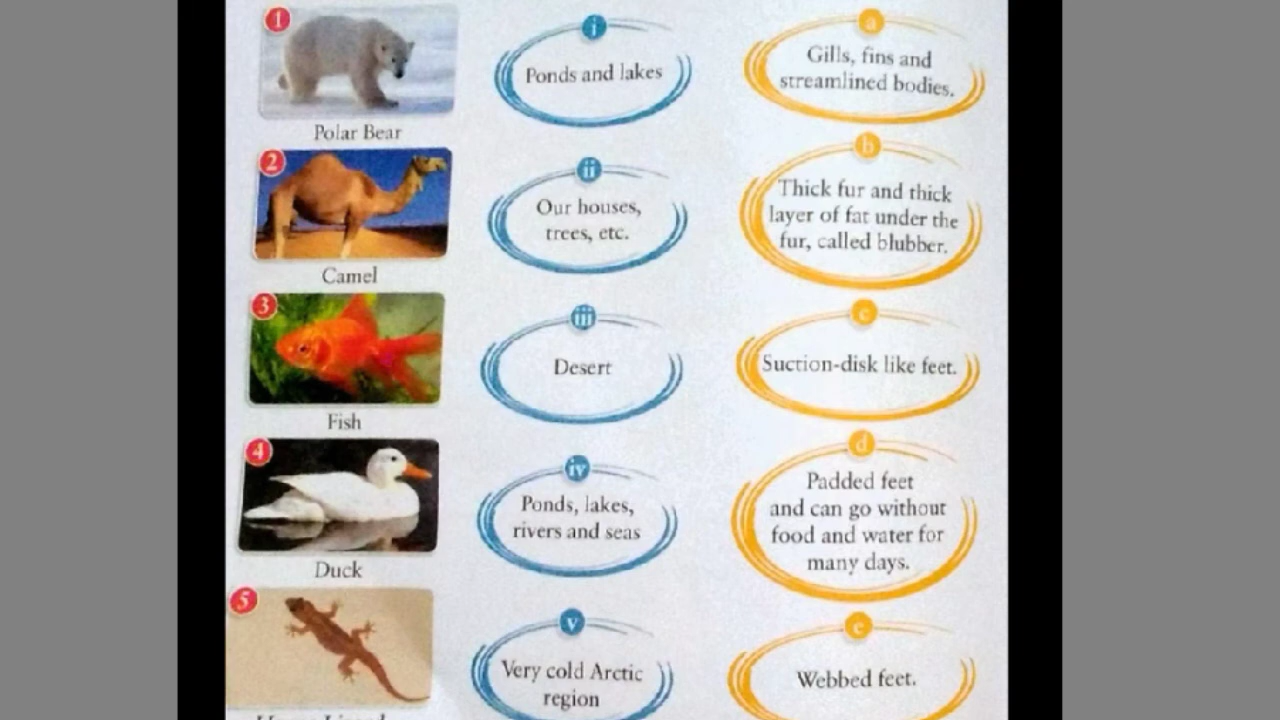 1
i
a
Ponds and lakes
Gills, fins and
streamlined bodies.
Polar Bear
2
ii
b
Our houses,
trees, etc.
Thick fur and thick
layer of fat under the
fur, called blubber.
Camel
3
iii
c
Desert
Suction-disk like feet.
Fish
4
iv
d
Ponds, lakes,
rivers and seas
Padded feet
and can go without
food and water for
many days.
Duck
5
v
e
Very cold Arctic
region
Webbed feet.